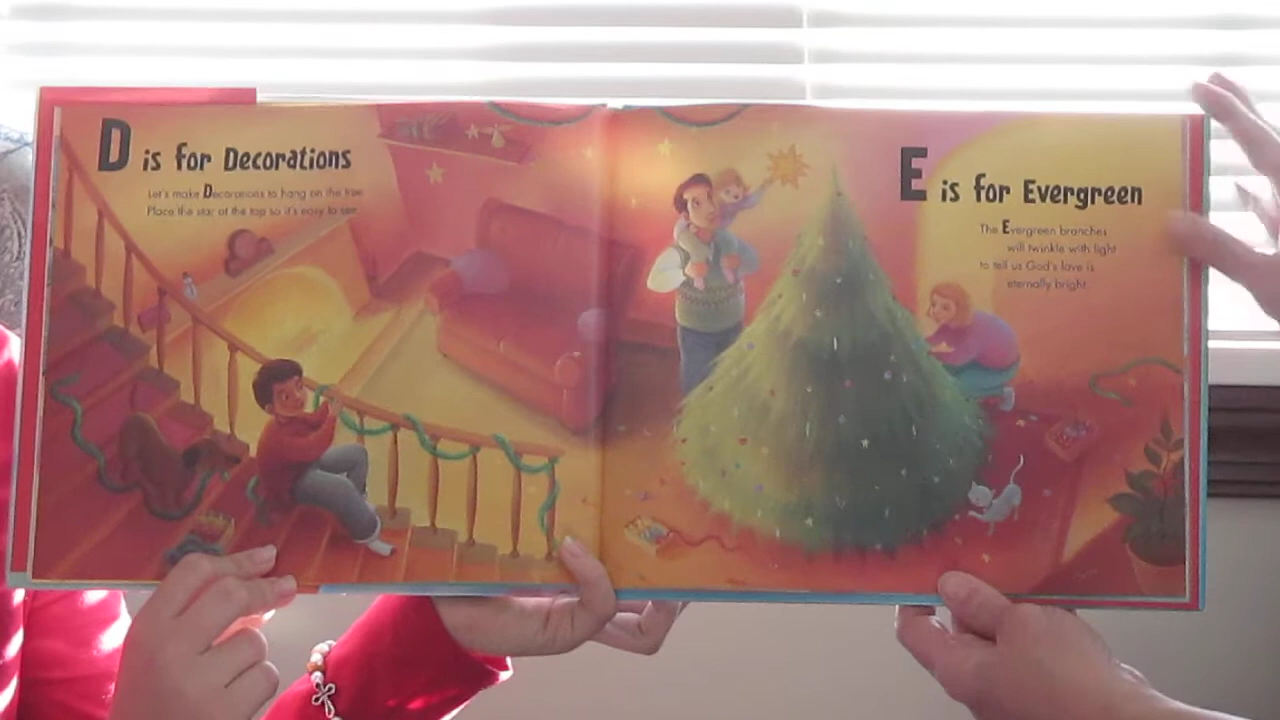 D is for Decorations
Let's make Decorations to hang on the tree.
Place the star at the top so it's easy to see.
E is for Evergreen
The Evergreen branches
will twinkle with light
to tell us God's love is
eternally bright.